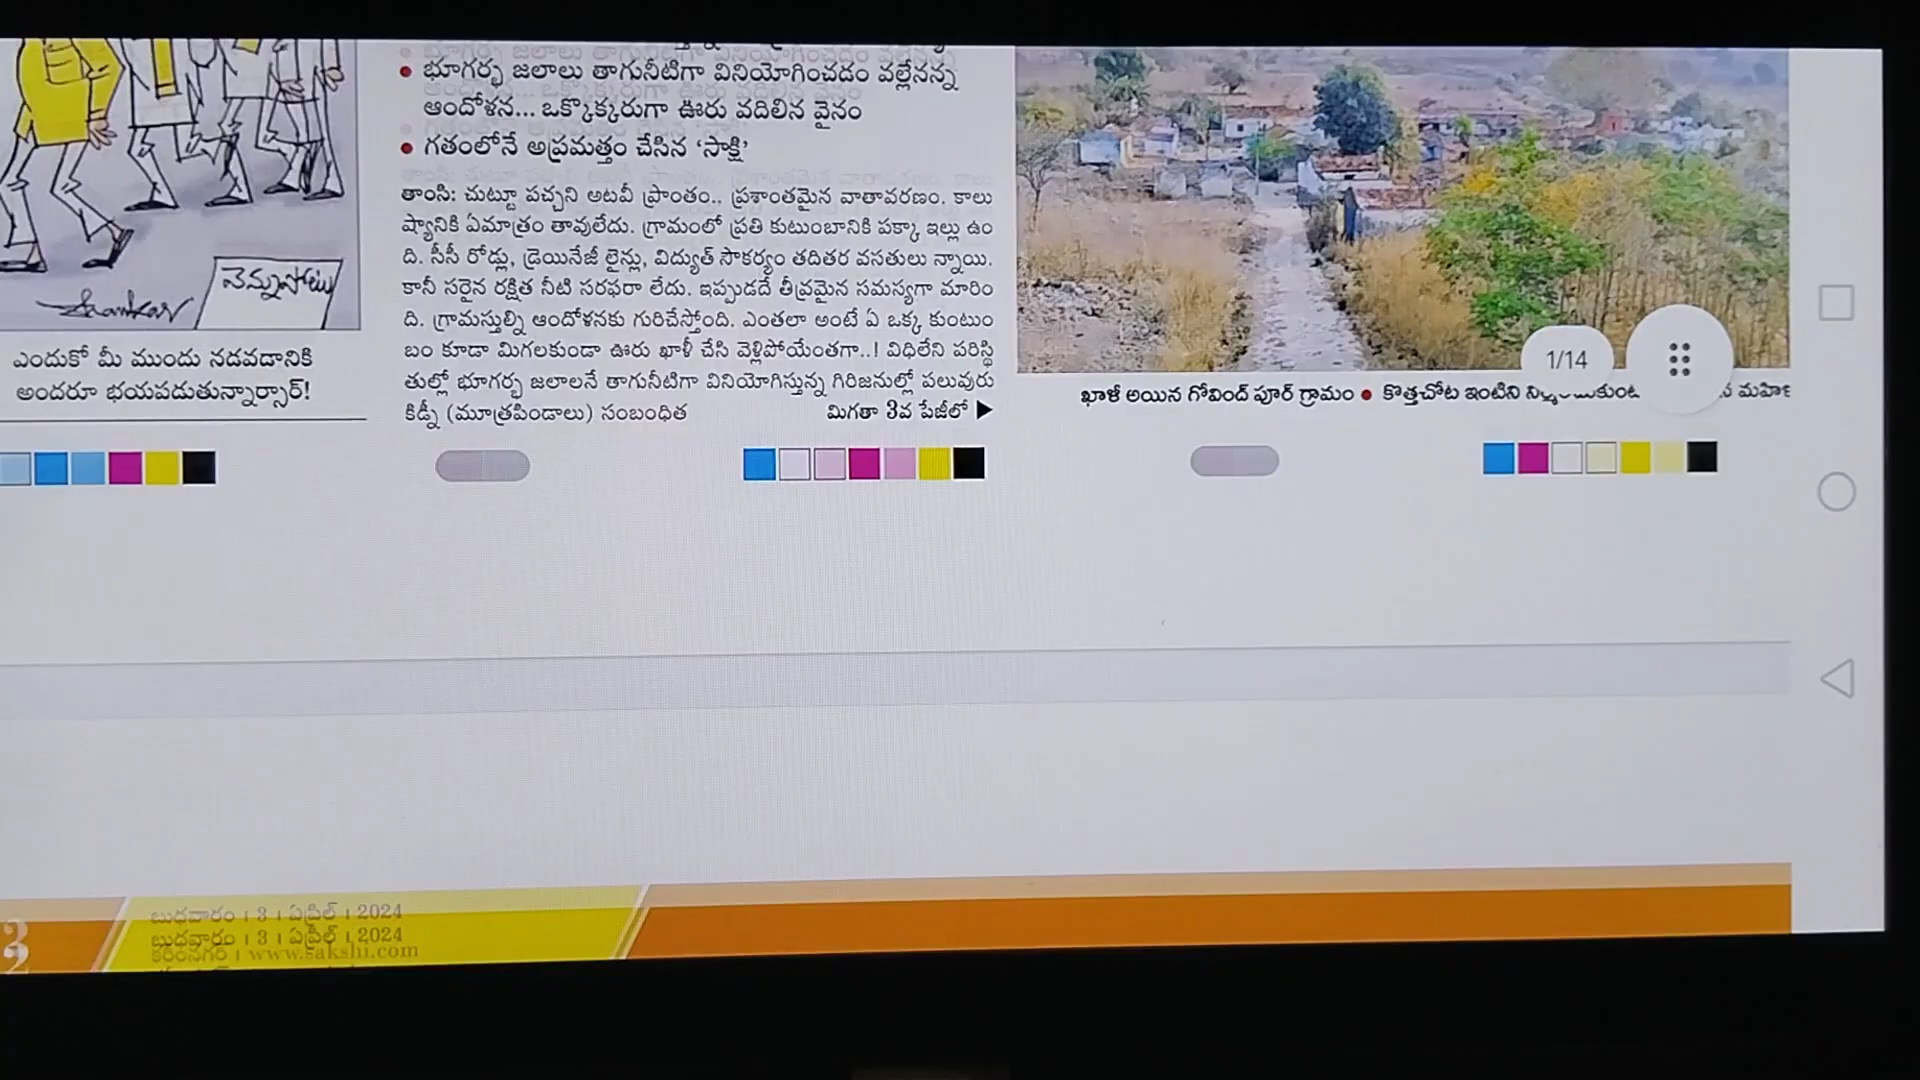 భూగర్భ జలాలు తాగునీటిగా వినియోగించడం వల్లేనన్న
ఆందోళన... ఒక్కొక్కరుగా ఊరు వదిలిన వైనం
గతంలోనే అప్రమత్తం చేసిన ‘సాక్షి’
తాంసి: చుట్టూ పచ్చని అటవీ ప్రాంతం.. ప్రశాంతమైన వాతావరణం. కాలు
ష్యానికి ఏమాత్రం తావులేదు. గ్రామంలో ప్రతి కుటుంబానికి పక్కా ఇల్లు ఉం
ది. సీసీ రోడ్లు, డ్రెయినేజీ లైన్లు, విద్యుత్ సౌకర్యం తదితర వసతులు న్నాయి.
కానీ సరైన రక్షిత నీటి సరఫరా లేదు. ఇప్పుడదే తీవ్రమైన సమస్యగా మారిం
ది. గ్రామస్తుల్ని ఆందోళనకు గురిచేస్తోంది. ఎంతలా అంటే ఏ ఒక్క కుటుం
బం కూడా మిగలకుండా ఊరు ఖాళీ చేసి వెళ్లిపోయేంతగా..! విధిలేని పరిస్థి
తుల్లో భూగర్భ జలాలనే తాగునీటిగా వినియోగిస్తున్న గిరిజనుల్లో పలువురు
కిడ్నీ (మూత్రపిండాలు) సంబంధిత మిగతా 3వ పేజీలో ▶
వెన్నుపోటు
Shankar
ఎందుకో మీ ముందు నడవడానికి
అందరూ భయపడుతున్నార్సార్!
1/14
ఖాళీ అయిన గోవింద్ పూర్ గ్రామం ● కొత్తచోట ఇంటిని
బుధవారం । 3 । ఏప్రిల్ । 2024
బుధవారం । 3 । ఏప్రిల్ । 2024
కరీంనగర్ । www.sakshi.com